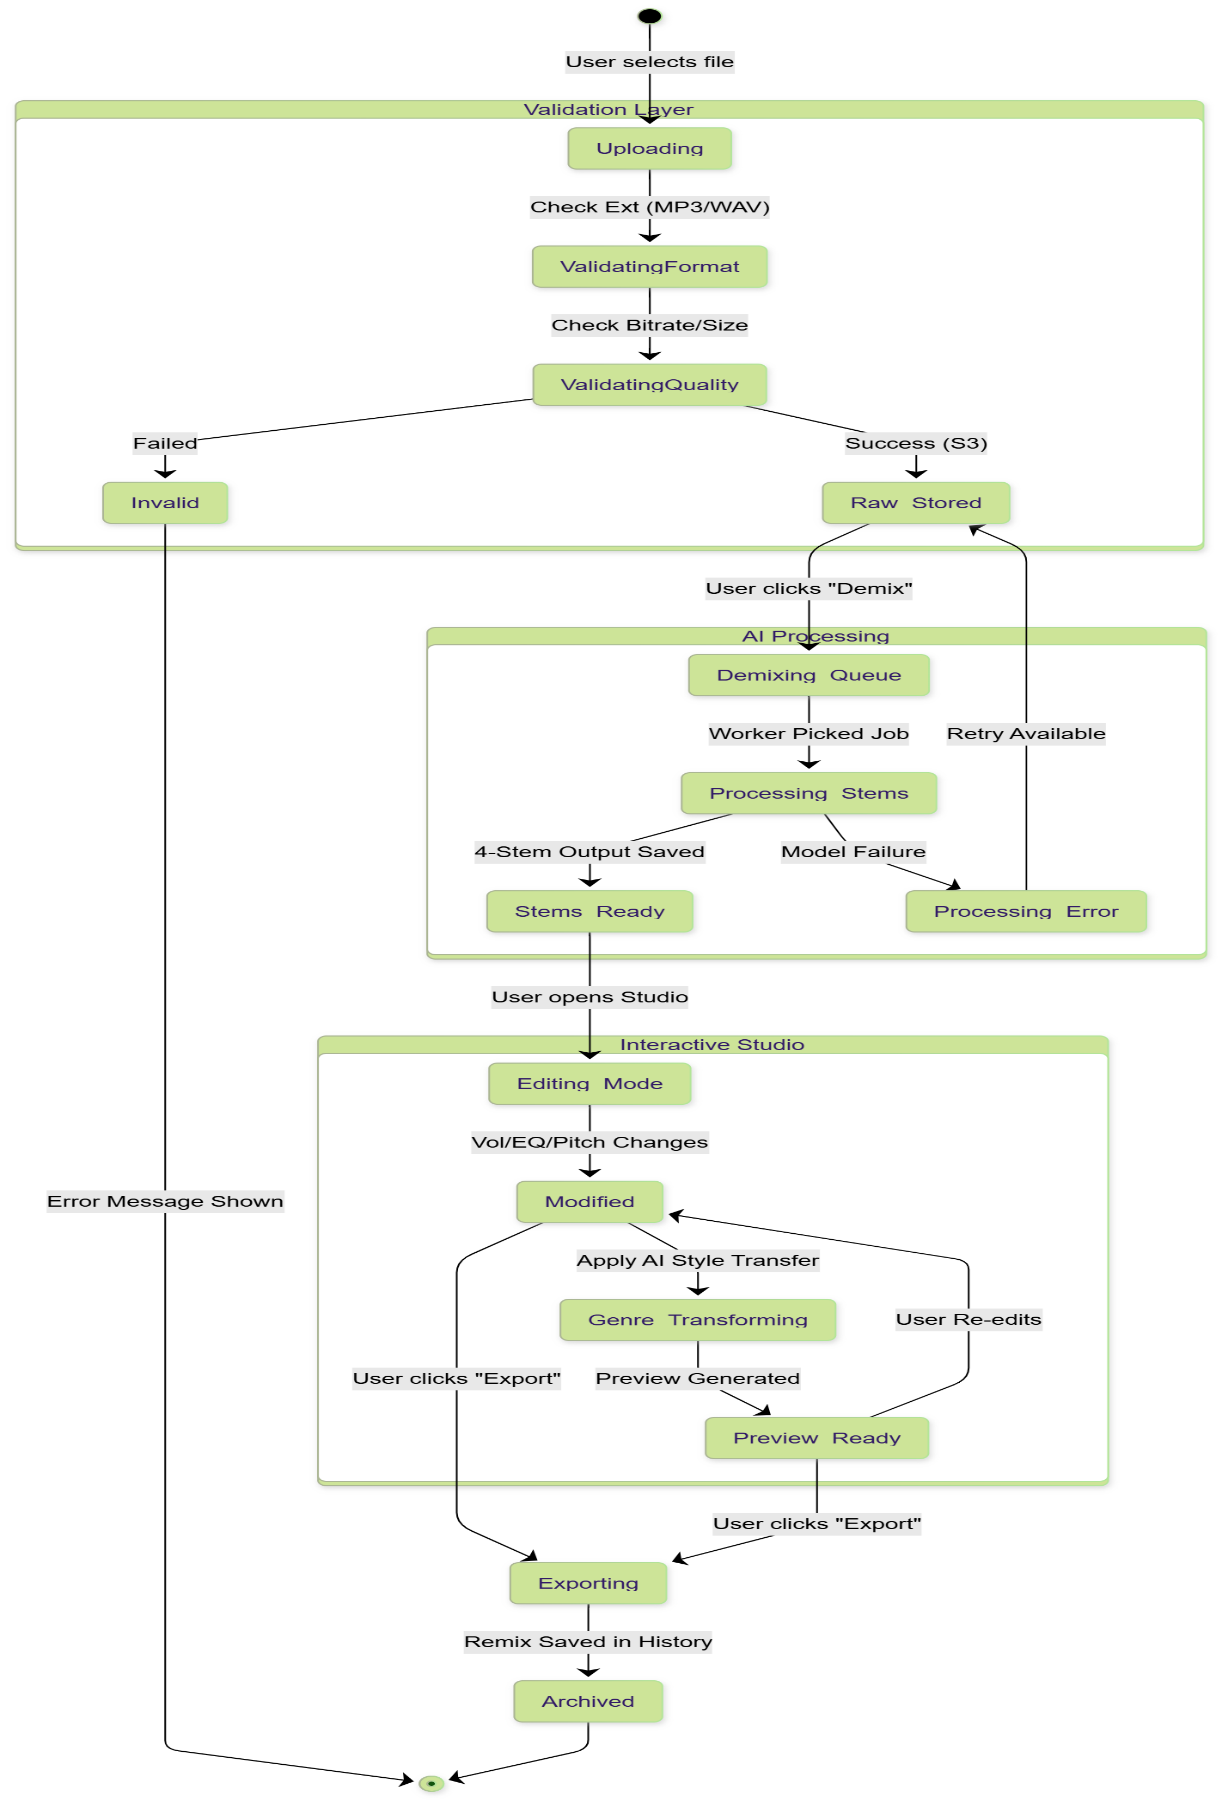 User selects file
Validation Layer
Uploading
Check Ext (MP3/WAV)
ValidatingFormat
Check Bitrate/Size
ValidatingQuality
Failed
Success (S3)
Invalid
Raw Stored
User clicks "Demix"
AI Processing
Demixing Queue
Worker Picked Job
Retry Available
Processing Stems
4-Stem Output Saved
Model Failure
Stems Ready
Processing Error
User opens Studio
Interactive Studio
Editing Mode
Vol/EQ/Pitch Changes
Error Message Shown
Modified
Apply AI Style Transfer
Genre Transforming
User Re-edits
User clicks "Export"
Preview Generated
Preview Ready
User clicks "Export"
Exporting
Remix Saved in History
Archived